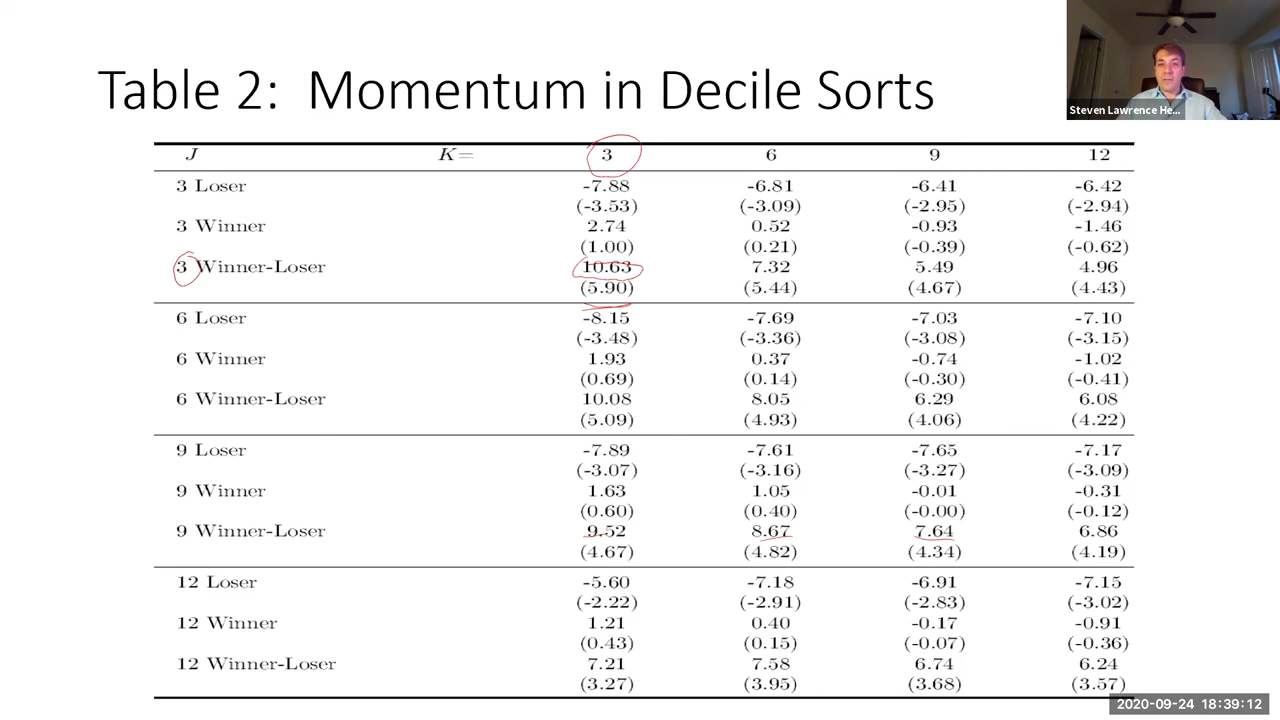 Steven Lawrence He...
Table 2: Momentum in Decile Sorts
J K= 3 6 9 12
3 Loser -7.88 -6.81 -6.41 -6.42
(-3.53) (-3.09) (-2.95) (-2.94)
3 Winner 2.74 0.52 -0.93 -1.46
(1.00) (0.21) (-0.39) (-0.62)
3 Winner-Loser 10.63 7.32 5.49 4.96
(5.90) (5.44) (4.67) (4.43)
6 Loser -8.15 -7.69 -7.03 -7.10
(-3.48) (-3.36) (-3.08) (-3.15)
6 Winner 1.93 0.37 -0.74 -1.02
(0.69) (0.14) (-0.30) (-0.41)
6 Winner-Loser 10.08 8.05 6.29 6.08
(5.09) (4.93) (4.06) (4.22)
9 Loser -7.89 -7.61 -7.65 -7.17
(-3.07) (-3.16) (-3.27) (-3.09)
9 Winner 1.63 1.05 -0.01 -0.31
(0.60) (0.40) (-0.00) (-0.12)
9 Winner-Loser 9.52 8.67 7.64 6.86
(4.67) (4.82) (4.34) (4.19)
12 Loser -5.60 -7.18 -6.91 -7.15
(-2.22) (-2.91) (-2.83) (-3.02)
12 Winner 1.21 0.40 -0.17 -0.91
(0.43) (0.15) (-0.07) (-0.36)
12 Winner-Loser 7.21 7.58 6.74 6.24
(3.27) (3.95) (3.68) (3.57)
2020-09-24 18:39:12